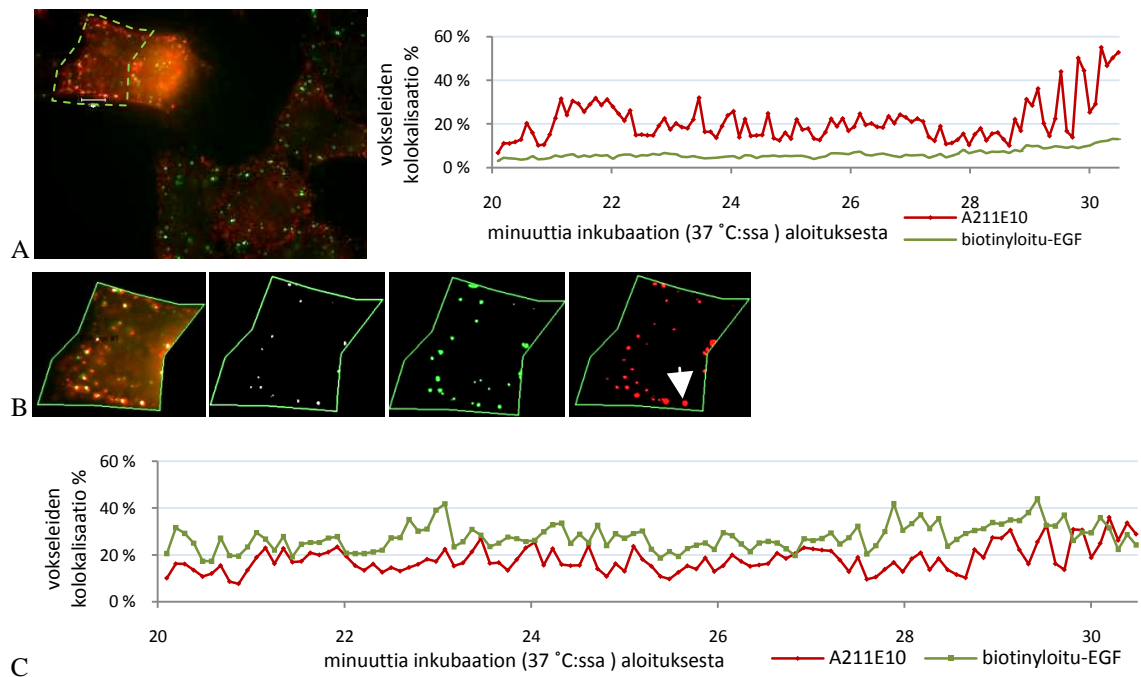 A
vokseleiden
kolokalisaatio %
60 %
40 %
20 %
0 %
20 22 24 26 28 30
minuuttia inkubaation (37 ˚C:ssa ) aloituksesta
A211E10
biotinyloitu-EGF
B
C
vokseleiden
kolokalisaatio %
60 %
40 %
20 %
0 %
20 22 24 26 28 30
minuuttia inkubaation (37 ˚C:ssa ) aloituksesta
A211E10 biotinyloitu-EGF